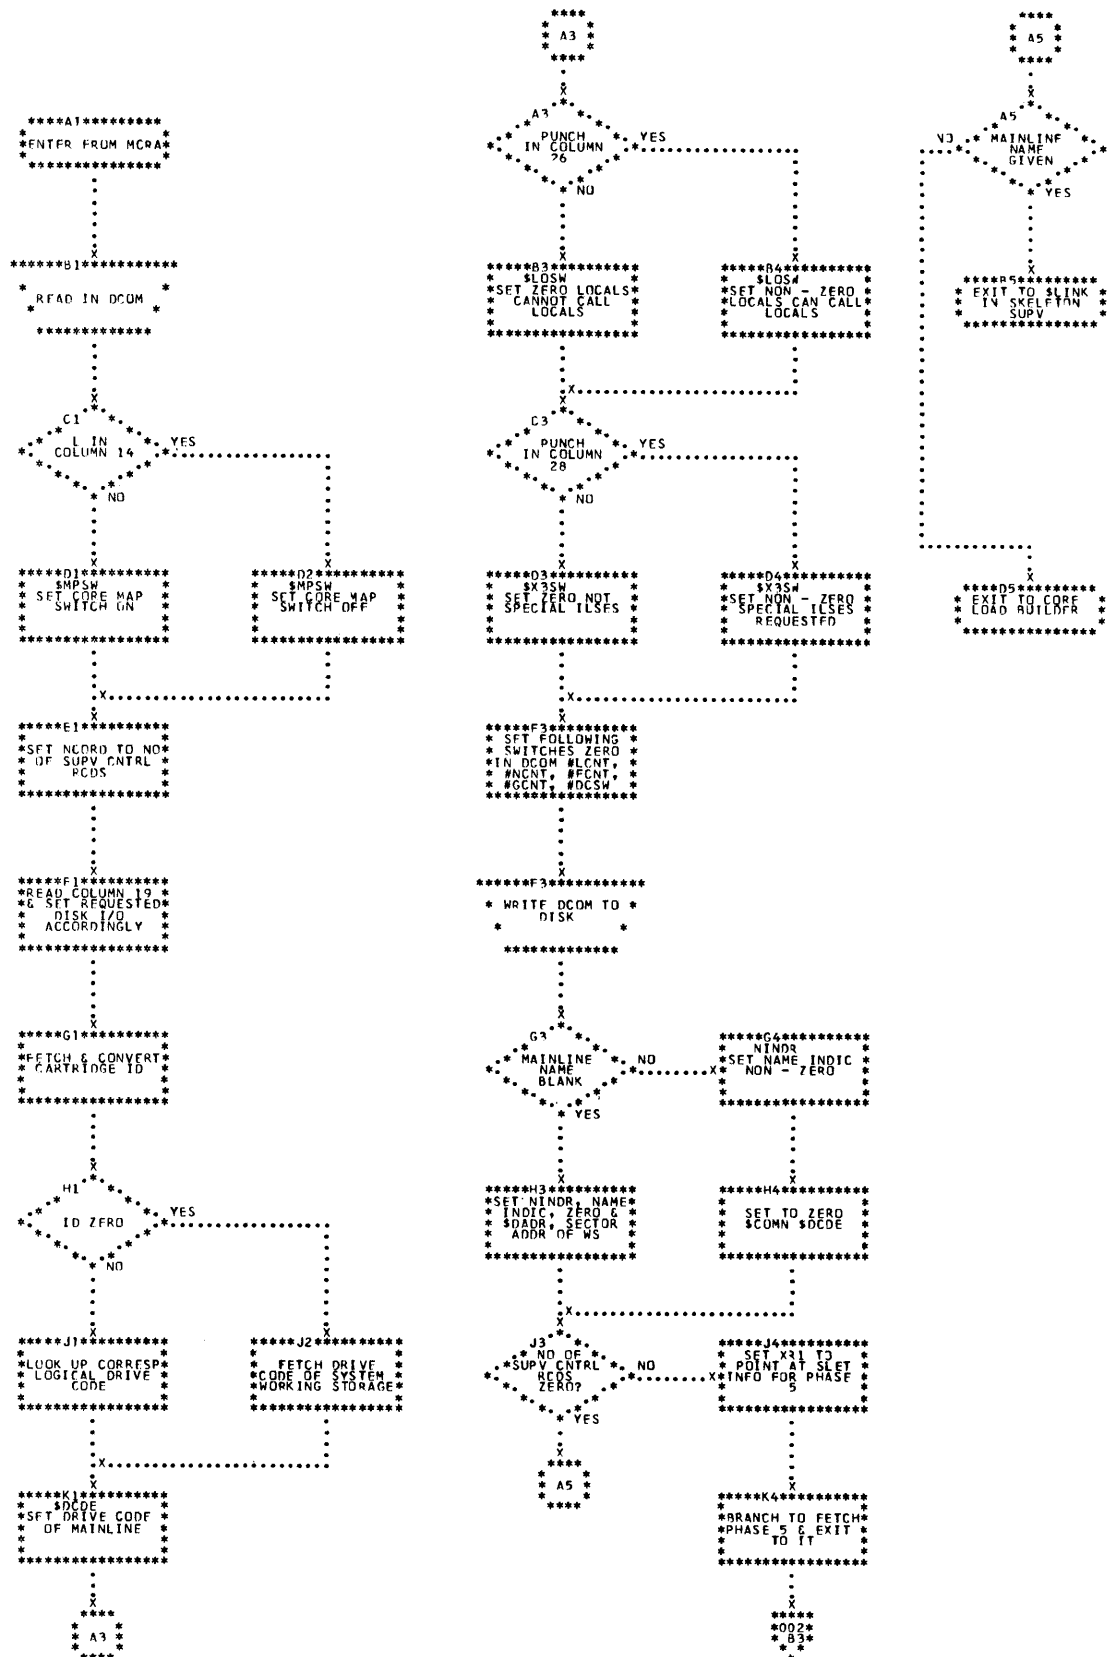 A1
ENTER FROM MCRA
B1
READ IN DCOM
C1
L IN
COLUMN 14
YES
NO
D1
$MPSW
SET CORE MAP
SWITCH ON
D2
$MPSW
SET CORE MAP
SWITCH OFF
E1
SET NCORD TO NO
OF SUPV CNTRL
RCDS
F1
READ COLUMN 19
& SET REQUESTED
DISK I/O
ACCORDINGLY
G1
FETCH & CONVERT
CARTRIDGE ID
H1
ID ZERO
YES
NO
J1
LOOK UP CORRESP
LOGICAL DRIVE
CODE
J2
FETCH DRIVE
CODE OF SYSTEM
WORKING STORAGE
K1
$DCDE
SET DRIVE CODE
OF MAINLINE
A3
A3
A3
PUNCH
IN COLUMN
26
YES
NO
B3
$LOSW
SET ZERO LOCALS
CANNOT CALL
LOCALS
B4
$LOSW
SET NON - ZERO
LOCALS CAN CALL
LOCALS
C3
PUNCH
IN COLUMN
28
YES
NO
D3
$X3SW
SET ZERO NOT
SPECIAL ILSES
D4
$X3SW
SET NON - ZERO
SPECIAL ILSES
REQUESTED
E3
SET FOLLOWING
SWITCHES ZERO
IN DCOM #LCNT,
#NCNT, #FCNT,
#GCNT, #DCSW
F3
WRITE DCOM TO
DISK
G3
MAINLINE
NAME
BLANK
NO
YES
G4
NINDR
SET NAME INDIC
NON - ZERO
H3
SET NINDR, NAME
INDIC, ZERO &
$DADR, SECTOR
ADDR OF WS
H4
SET TO ZERO
$COMN $DCDE
J3
NO OF
SUPV CNTRL
RCDS
ZERO?
NO
YES
J4
SET XR1 TO
POINT AT SLET
INFO FOR PHASE
5
A5
K4
BRANCH TO FETCH
PHASE 5 & EXIT
TO IT
002
B3
A5
A5
MAINLINE
NAME
GIVEN
NO
YES
B5
EXIT TO $LINK
IN SKELETON
SUPV
D5
EXIT TO CORE
LOAD BUILDER